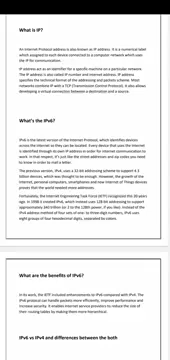 What is IP?
An Internet Protocol address is also known as IP address. It is a numerical label
which assigned to each device connected to a computer network which uses
the IP for communication.
IP address act as an identifier for a specific machine on a particular network.
The IP address is also called IP number and internet address. IP address
specifies the technical format of the addressing and packets scheme. Most
networks combine IP with a TCP (Transmission Control Protocol). It also allows
developing a virtual connection between a destination and a source.
What's the IPv6?
IPv6 is the latest version of the Internet Protocol, which identifies devices
across the internet so they can be located. Every device that uses the internet
is identified through its own IP address in order for internet communication to
work. In that respect, it's just like the street addresses and zip codes you need
to know in order to mail a letter.
The previous version, IPv4, uses a 32-bit addressing scheme to support 4.3
billion devices, which was thought to be enough. However, the growth of the
internet, personal computers, smartphones and now Internet of Things devices
proves that the world needed more addresses.
Fortunately, the Internet Engineering Task Force (IETF) recognized this 20 years
ago. In 1998 it created IPv6, which instead uses 128-bit addressing to support
approximately 340 trillion (or 2 to the 128th power, if you like). Instead of the
IPv4 address method of four sets of one- to three-digit numbers, IPv6 uses
eight groups of four hexadecimal digits, separated by colons.
What are the benefits of IPv6?
In its work, the IETF included enhancements to IPv6 compared with IPv4. The
IPv6 protocol can handle packets more efficiently, improve performance and
increase security. It enables internet service providers to reduce the size of
their routing tables by making them more hierarchical.
IPv4 vs IPv6 and differences between the both